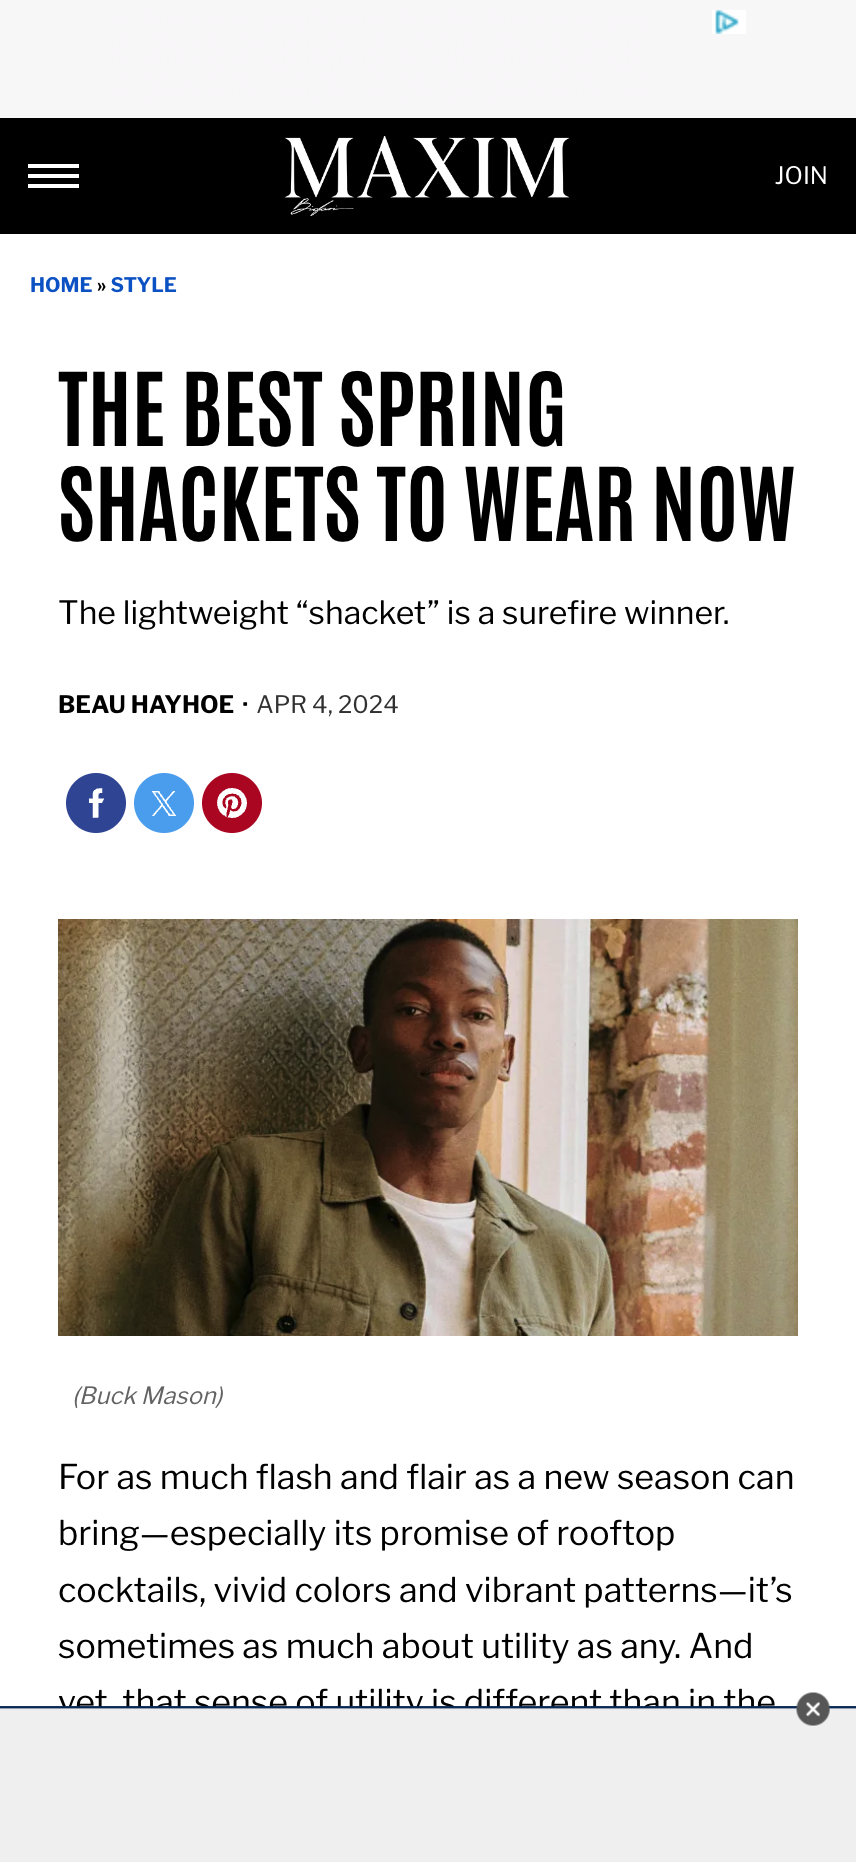 MAXIM
JOIN
HOME » STYLE
THE BEST SPRING
SHACKETS TO WEAR NOW
The lightweight “shacket” is a surefire winner.
BEAU HAYHOE · APR 4, 2024
(Buck Mason)
For as much flash and flair as a new season can
bring—especially its promise of rooftop
cocktails, vivid colors and vibrant patterns—it’s
sometimes as much about utility as any. And
yet, that sense of utility is different than in the